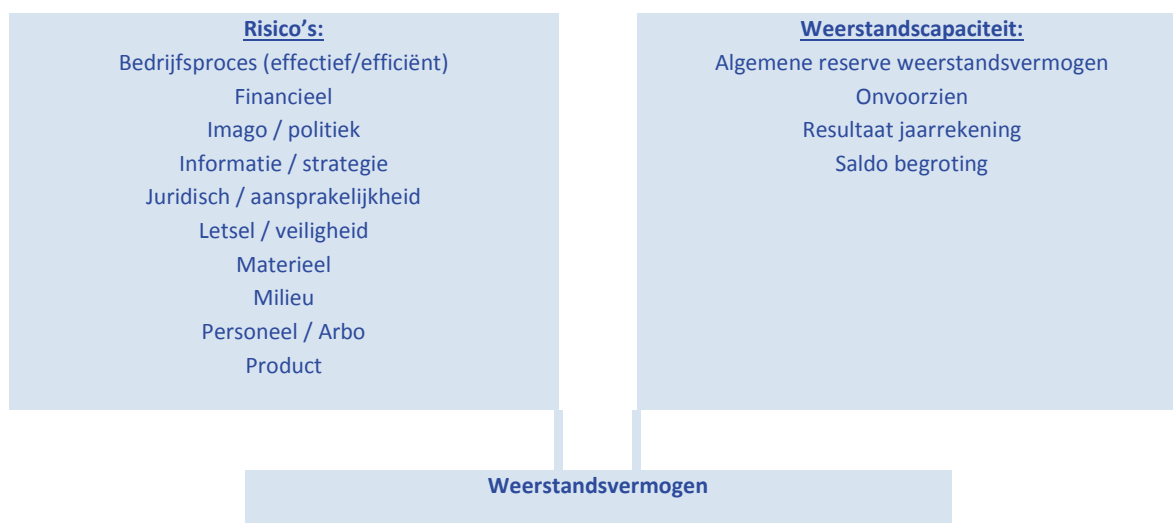 Risico’s:
Bedrijfsproces (effectief/efficiënt)
Financieel
Imago / politiek
Informatie / strategie
Juridisch / aansprakelijkheid
Letsel / veiligheid
Materieel
Milieu
Personeel / Arbo
Product
Weerstandscapaciteit:
Algemene reserve weerstandsvermogen
Onvoorzien
Resultaat jaarrekening
Saldo begroting
Weerstandsvermogen